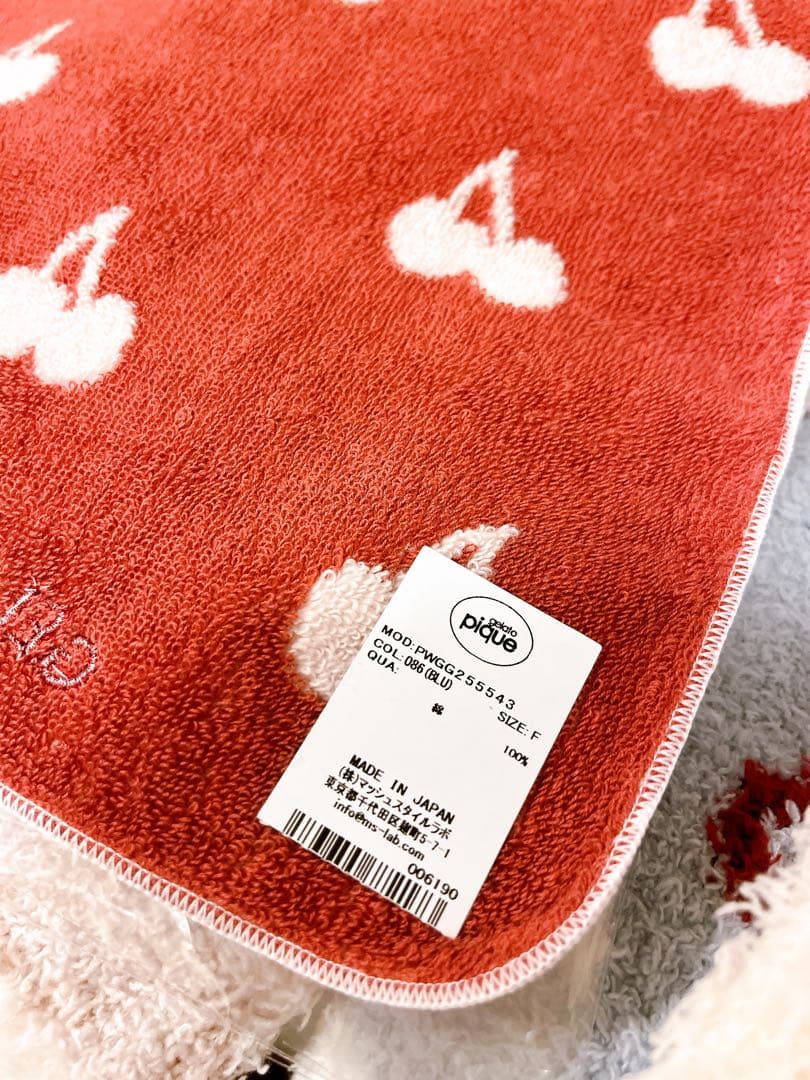 gelato
pique
MOD:PWGG255543
COL:086(BLU) SIZE:F
QUA:
綿 100%
MADE IN JAPAN
(株)マッシュスタイルラボ
東京都千代田区麹町5-7-1
info@ms-lab.com
006190